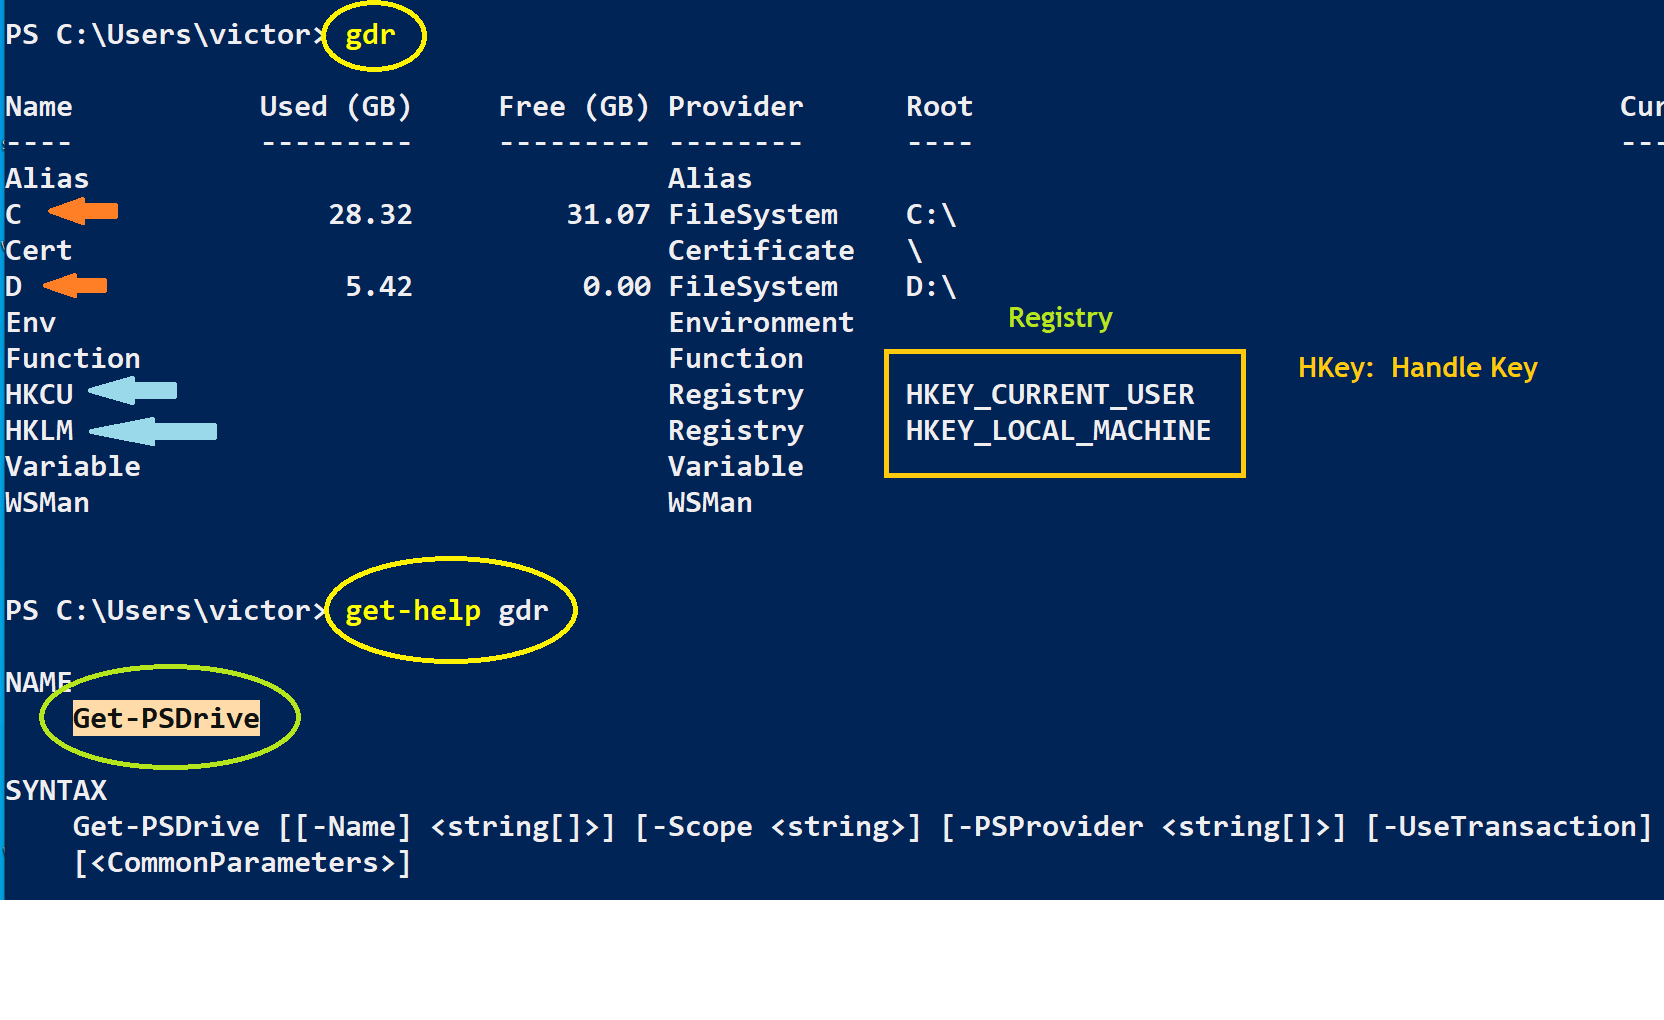 PS C:\Users\victor> gdr
Name Used (GB) Free (GB) Provider Root Cur
---- --------- --------- -------- ---- ---
Alias Alias
C 28.32 31.07 FileSystem C:\
Cert Certificate \
D 5.42 0.00 FileSystem D:\
Env Environment
Registry
Function Function
HKey: Handle Key
HKCU Registry HKEY_CURRENT_USER
HKLM Registry HKEY_LOCAL_MACHINE
Variable Variable
WSMan WSMan
PS C:\Users\victor> get-help gdr
NAME
Get-PSDrive
SYNTAX
Get-PSDrive [[-Name] <string[]>] [-Scope <string>] [-PSProvider <string[]>] [-UseTransaction]
[<CommonParameters>]